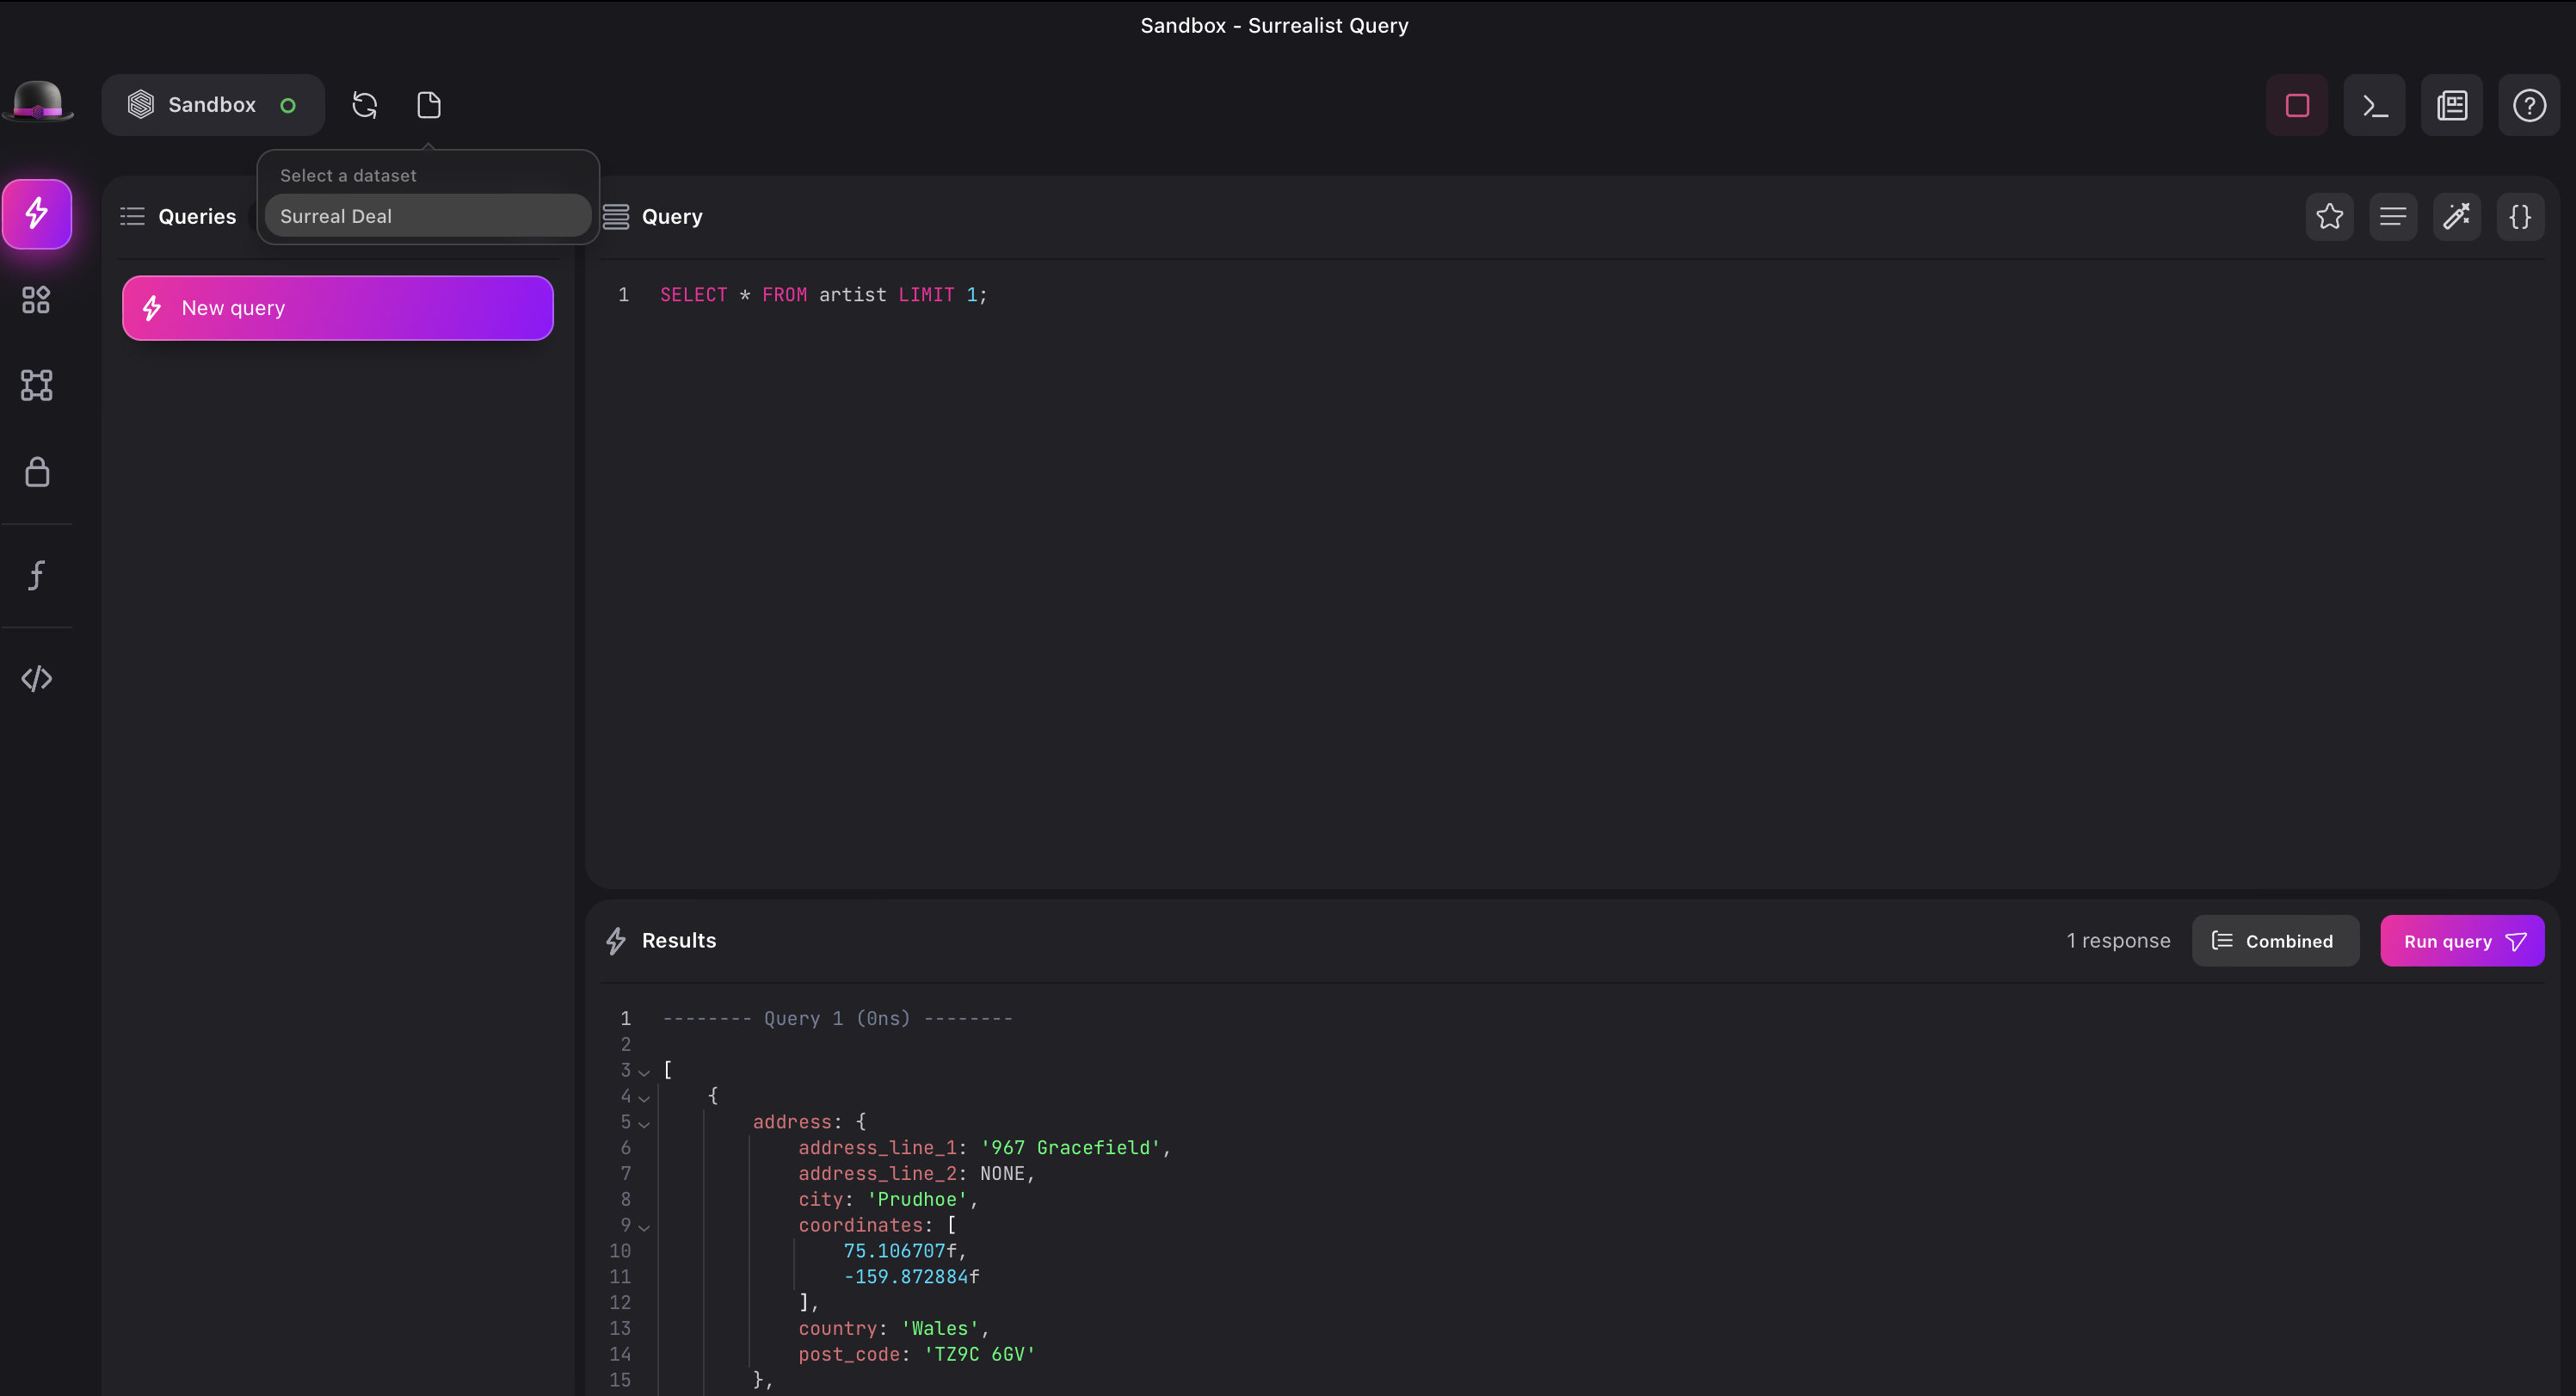 Sandbox - Surrealist Query
Sandbox
Select a dataset
Surreal Deal
Queries
New query
Query
1 SELECT * FROM artist LIMIT 1;
Results
1 response
Combined
Run query
1 -------- Query 1 (0ns) --------
2
3 [
4 {
5 address: {
6 address_line_1: '967 Gracefield',
7 address_line_2: NONE,
8 city: 'Prudhoe',
9 coordinates: [
10 75.106707f,
11 -159.872884f
12 ],
13 country: 'Wales',
14 post_code: 'TZ9C 6GV'
15 },